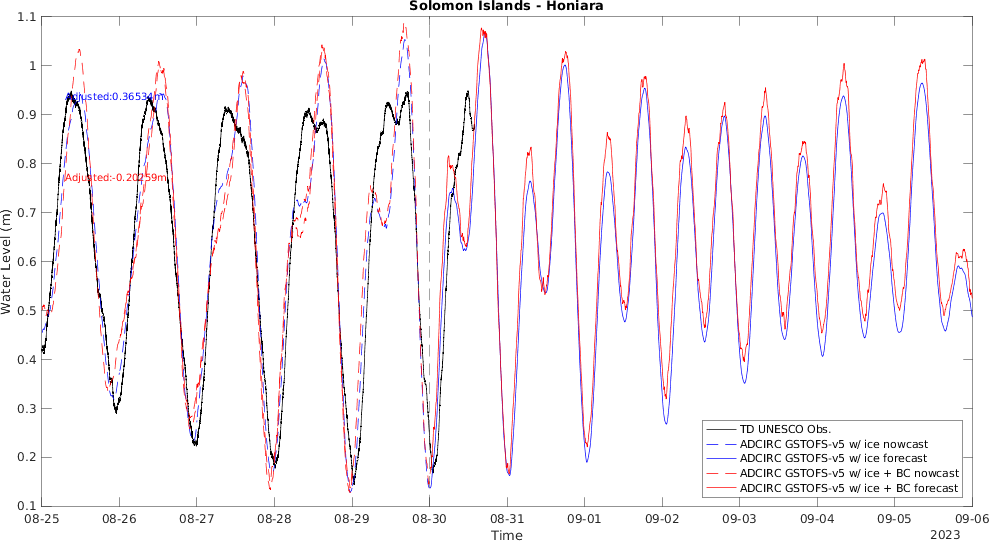 Solomon Islands - Honiara
Water Level (m)
1.1
1
0.9
0.8
0.7
0.6
0.5
0.4
0.3
0.2
0.1
Adjusted:0.36534m
Adjusted:-0.20259m
TD UNESCO Obs.
ADCIRC GSTOFS-v5 w/ ice nowcast
ADCIRC GSTOFS-v5 w/ ice forecast
ADCIRC GSTOFS-v5 w/ ice + BC nowcast
ADCIRC GSTOFS-v5 w/ ice + BC forecast
08-25 08-26 08-27 08-28 08-29 08-30 08-31 09-01 09-02 09-03 09-04 09-05 09-06
Time
2023